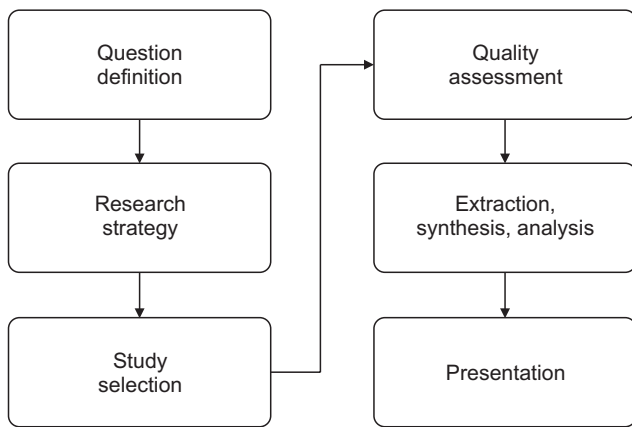 Question
definition
Research
strategy
Study
selection
Quality
assessment
Extraction,
synthesis, analysis
Presentation